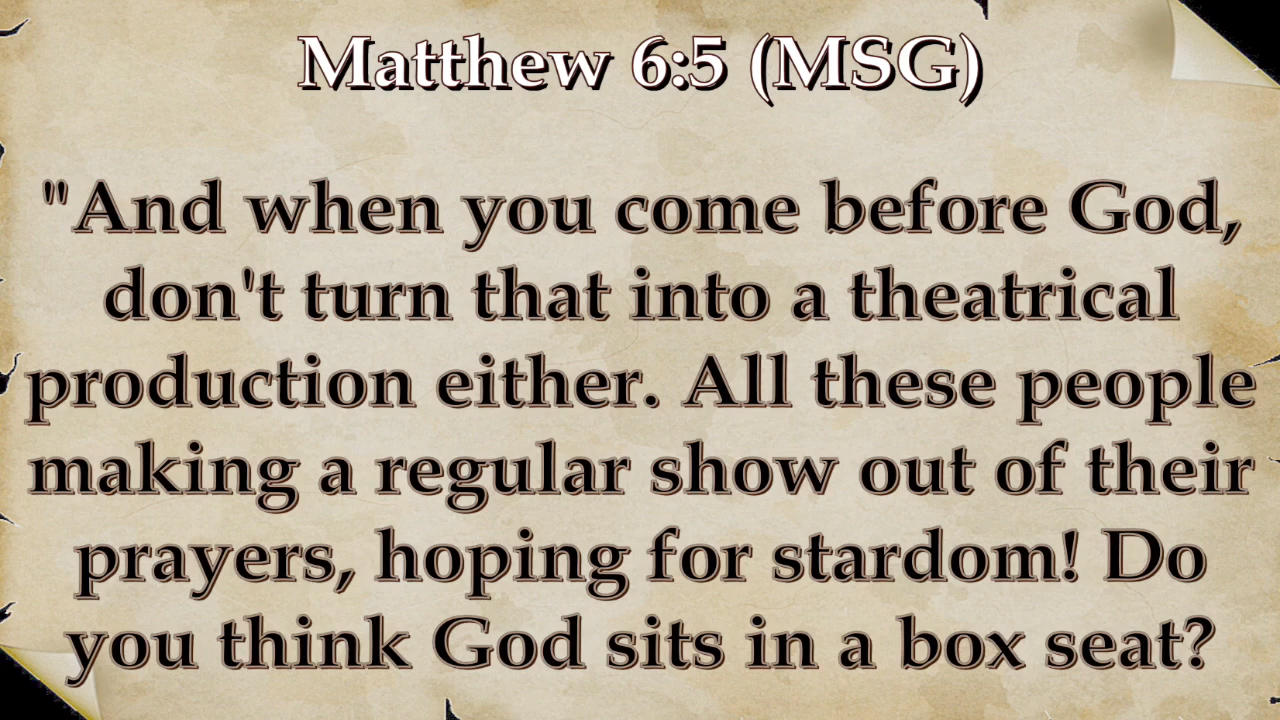 Matthew 6:5 (MSG)
"And when you come before God,
don't turn that into a theatrical
production either. All these people
making a regular show out of their
prayers, hoping for stardom! Do
you think God sits in a box seat?